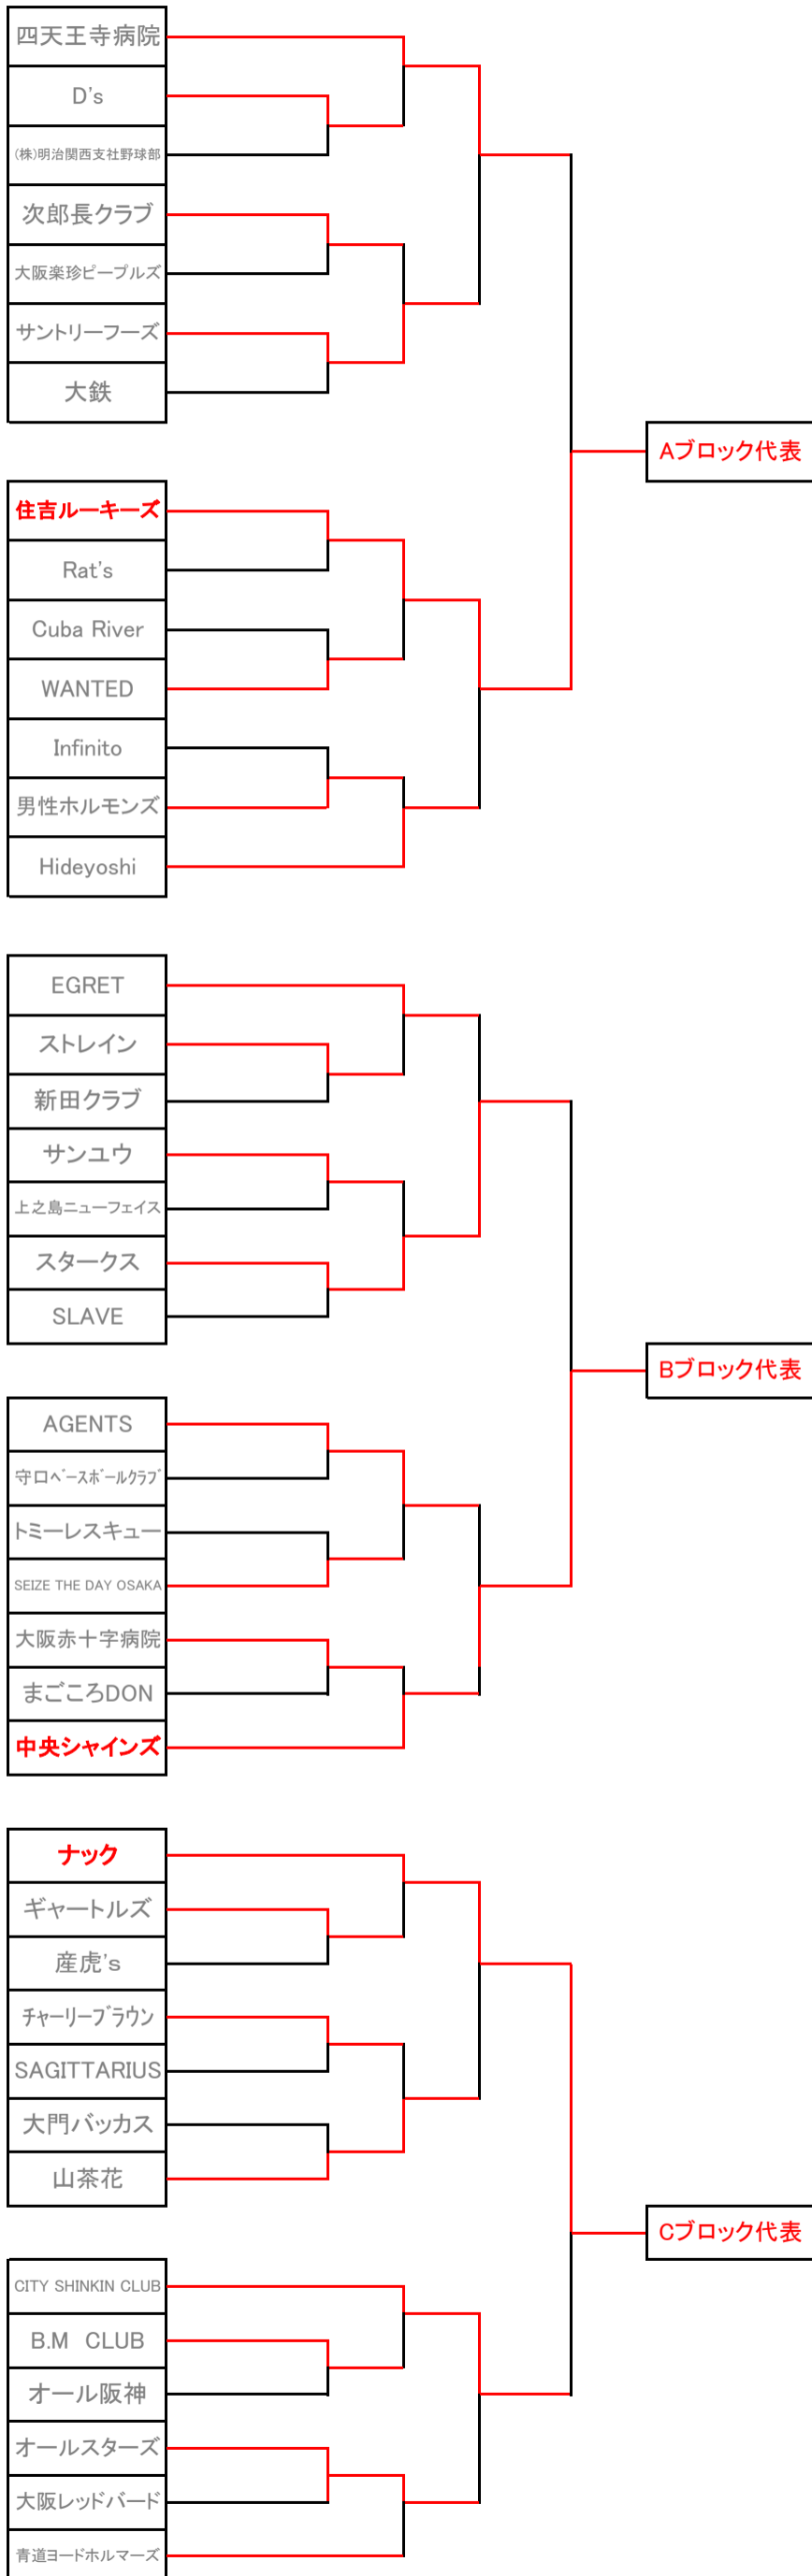 四天王寺病院
D's
(株)明治関西支社野球部
次郎長クラブ
大阪楽珍ピープルズ
サントリーフーズ
大鉄
Aブロック代表
住吉ルーキーズ
Rat's
Cuba River
WANTED
Infinito
男性ホルモンズ
Hideyoshi
EGRET
ストレイン
新田クラブ
サンユウ
上之島ニューフェイス
スタークス
SLAVE
Bブロック代表
AGENTS
守口ベースボールクラブ
トミーレスキュー
SEIZE THE DAY OSAKA
大阪赤十字病院
まごころDON
中央シャインズ
ナック
ギャートルズ
産虎's
チャーリーブラウン
SAGITTARIUS
大門バッカス
山茶花
Cブロック代表
CITY SHINKIN CLUB
B.M　CLUB
オール阪神
オールスターズ
大阪レッドバード
青道ヨードホルマーズ